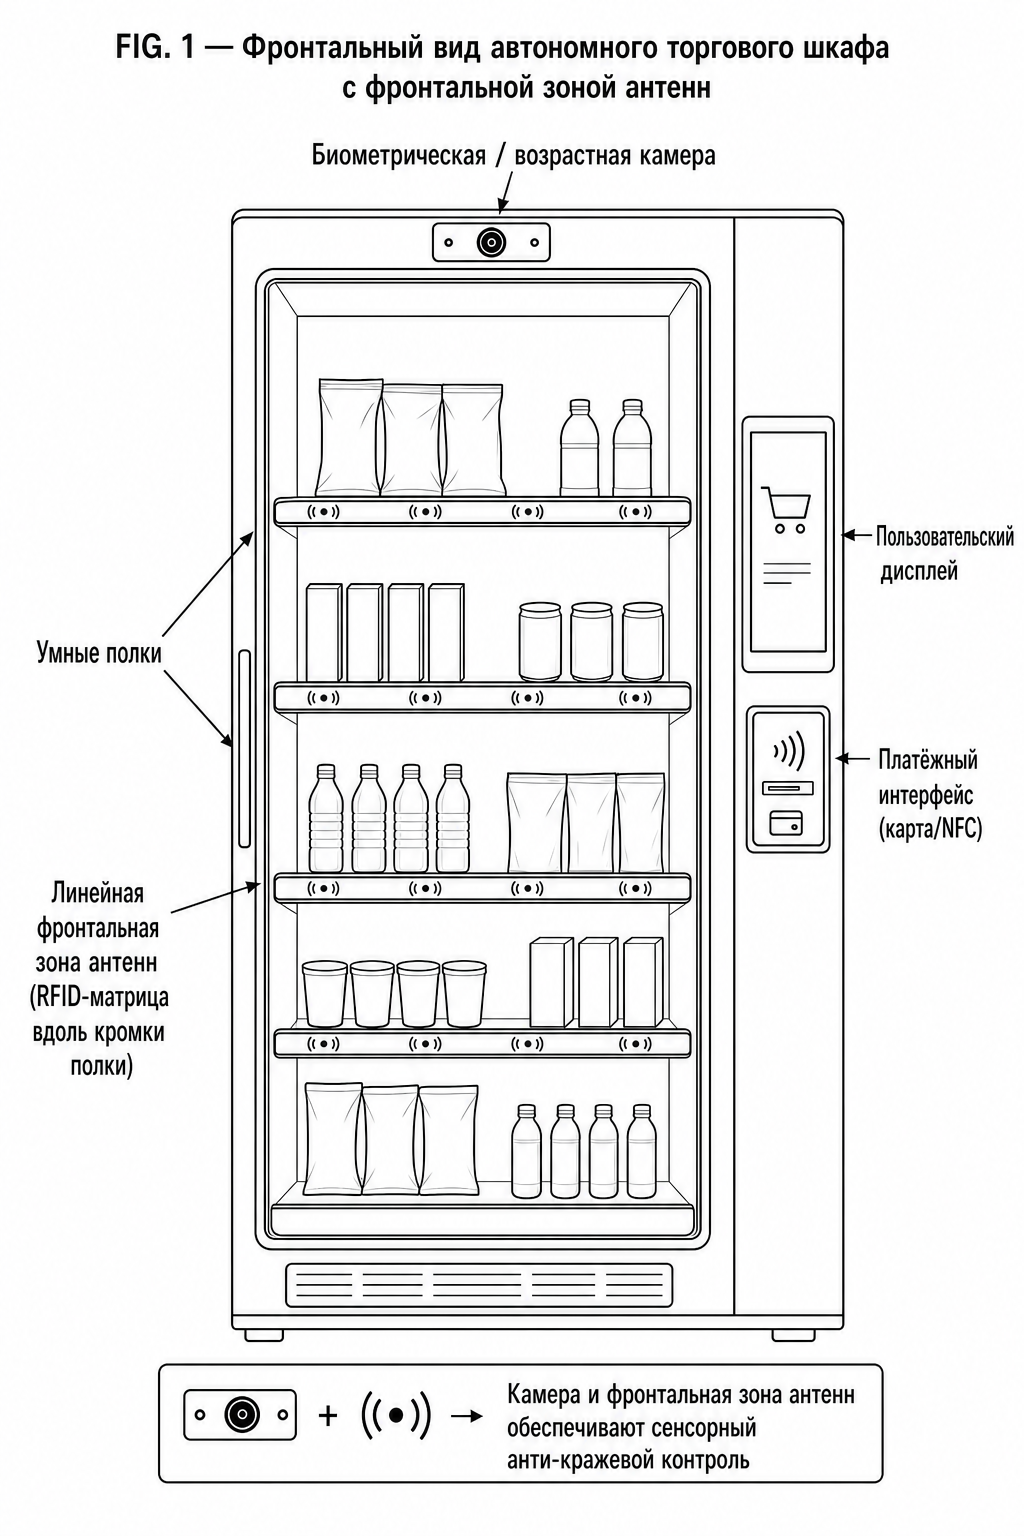 FIG. 1 — Фронтальный вид автономного торгового шкафа
с фронтальной зоной антенн
Биометрическая / возрастная камера
Пользовательский
дисплей
Умные полки
Платёжный
интерфейс
(карта/NFC)
Линейная
фронтальная
зона антенн
(RFID-матрица
вдоль кромки
полки)
Камера и фронтальная зона антенн
обеспечивают сенсорный
анти-кражевой контроль